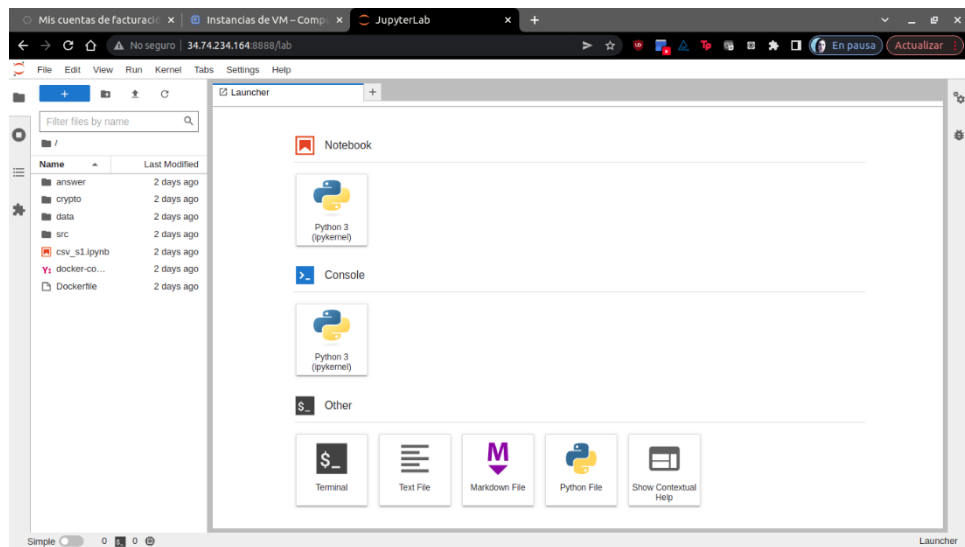 Mis cuentas de facturació
Instancias de VM – Comp
JupyterLab
No seguro | 34.74.234.164:8888/lab
En pausa
Actualizar
File Edit View Run Kernel Tabs Settings Help
Launcher
Filter files by name
/
Name Last Modified
answer 2 days ago
crypto 2 days ago
data 2 days ago
src 2 days ago
csv_s1.ipynb 2 days ago
Y: docker-co... 2 days ago
Dockerfile 2 days ago
Notebook
Python 3
(ipykernel)
Console
Python 3
(ipykernel)
$_ Other
$_
M
Terminal
Text File
Markdown File
Python File
Show Contextual
Help
Simple 0 $_ 0
Launcher